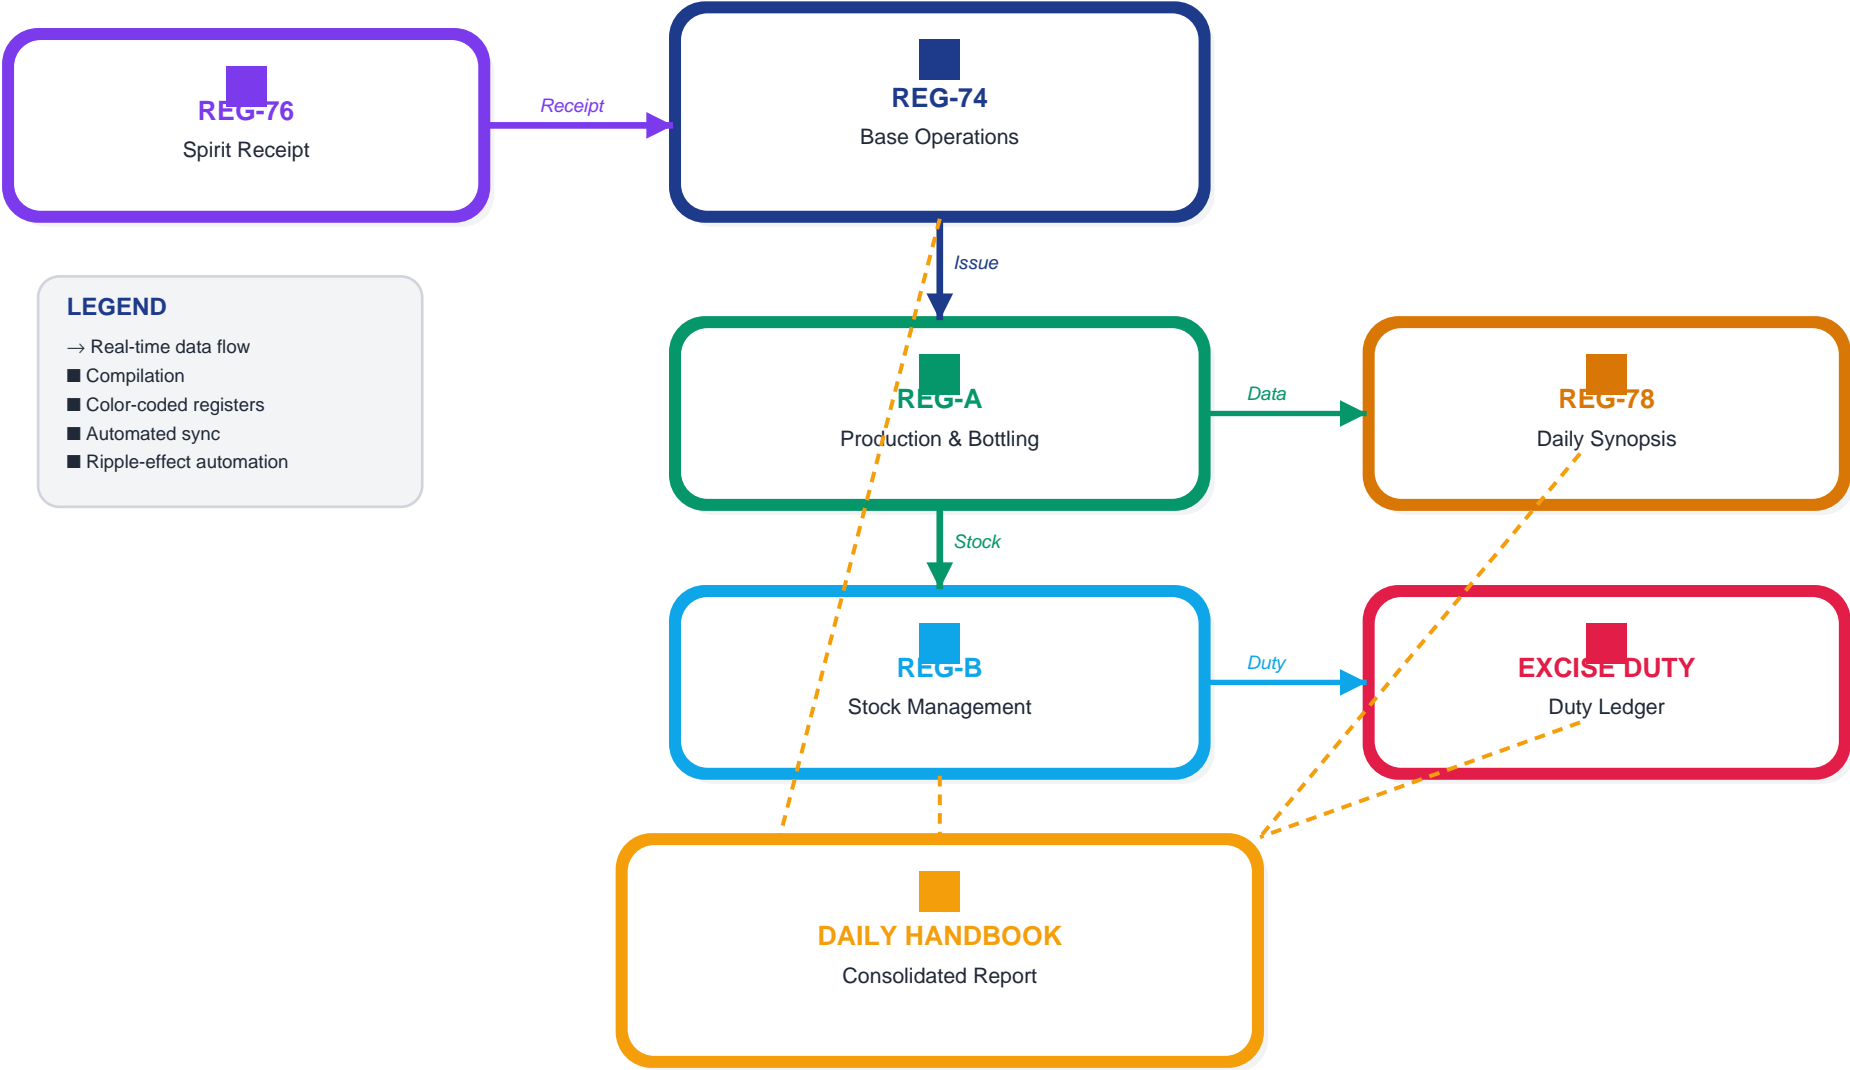 REG-76
Spirit Receipt
Receipt
REG-74
Base Operations
Issue
LEGEND
→ Real-time data flow
■ Compilation
■ Color-coded registers
■ Automated sync
■ Ripple-effect automation
REG-A
Production & Bottling
Data
REG-78
Daily Synopsis
Stock
REG-B
Stock Management
Duty
EXCISE DUTY
Duty Ledger
DAILY HANDBOOK
Consolidated Report